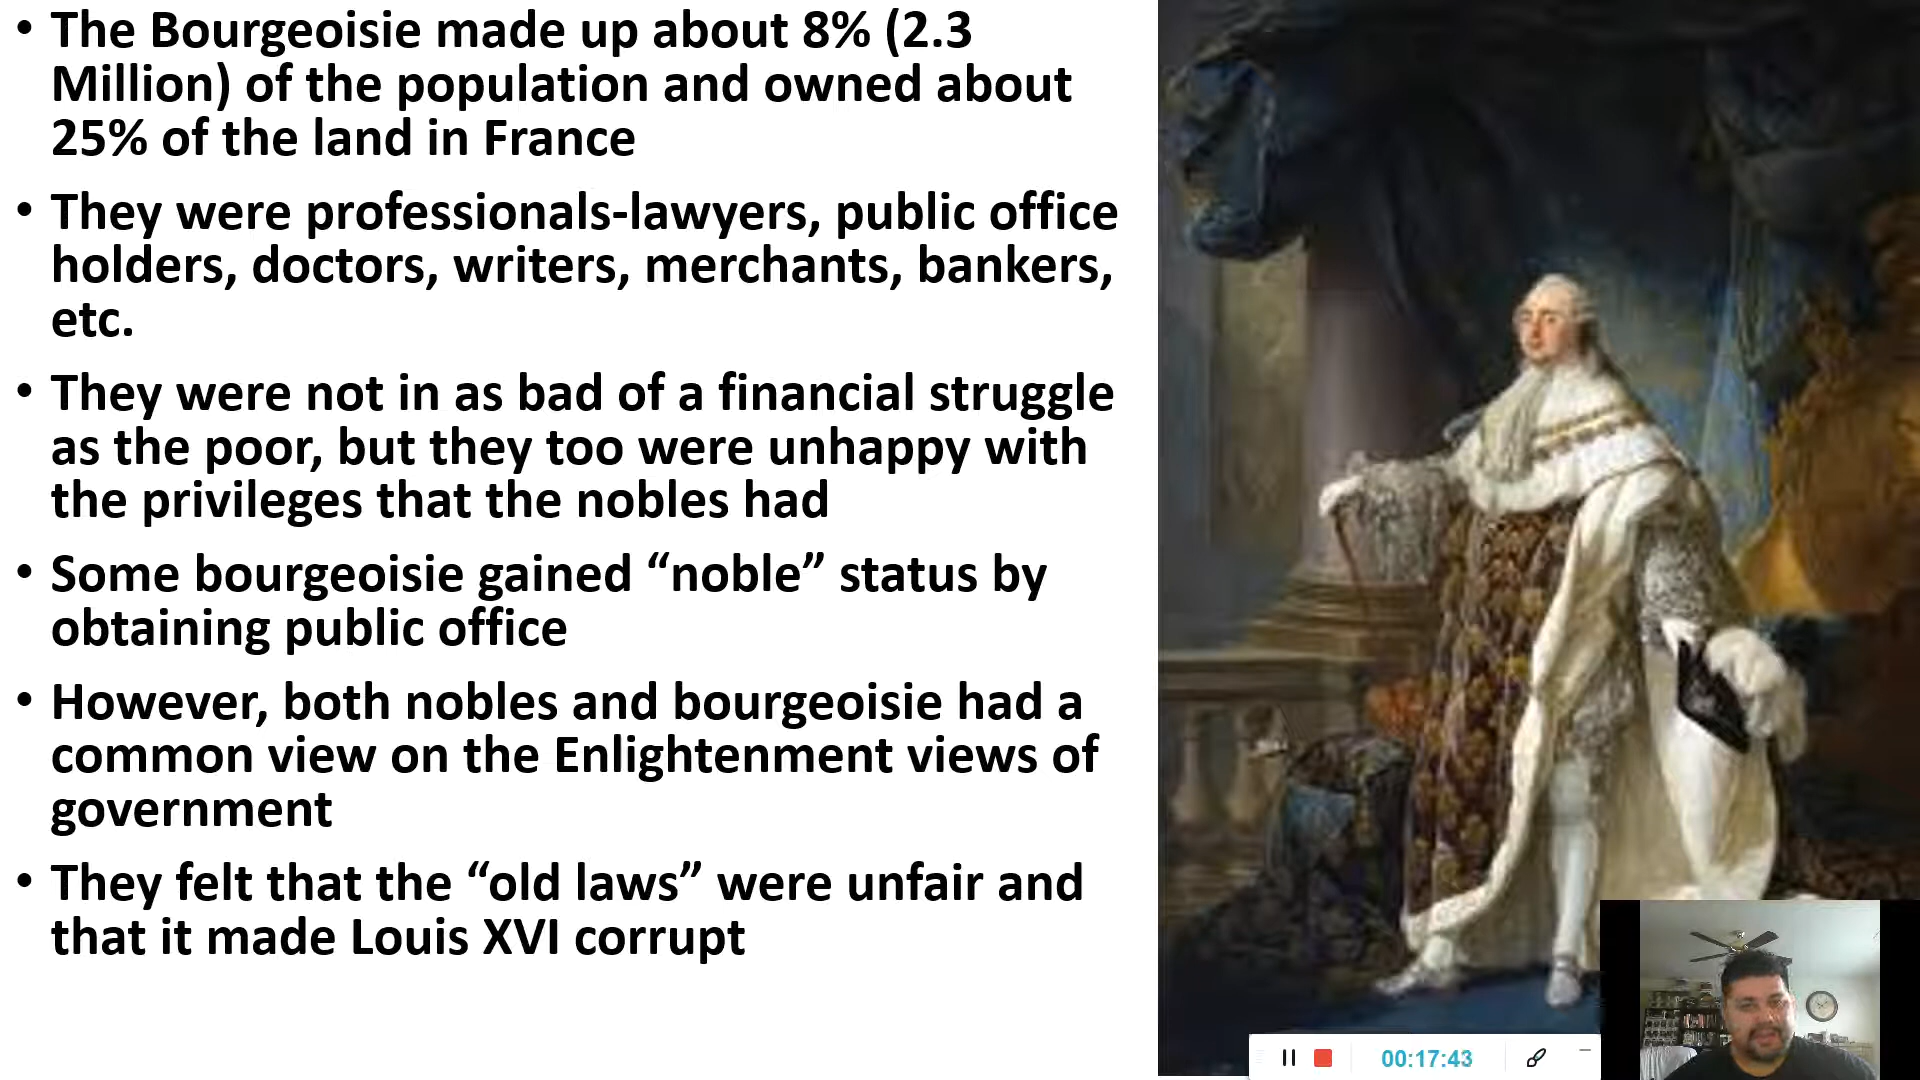 • The Bourgeoisie made up about 8% (2.3
Million) of the population and owned about
25% of the land in France
• They were professionals-lawyers, public office
holders, doctors, writers, merchants, bankers,
etc.
• They were not in as bad of a financial struggle
as the poor, but they too were unhappy with
the privileges that the nobles had
• Some bourgeoisie gained “noble” status by
obtaining public office
• However, both nobles and bourgeoisie had a
common view on the Enlightenment views of
government
• They felt that the “old laws” were unfair and
that it made Louis XVI corrupt
00:17:43